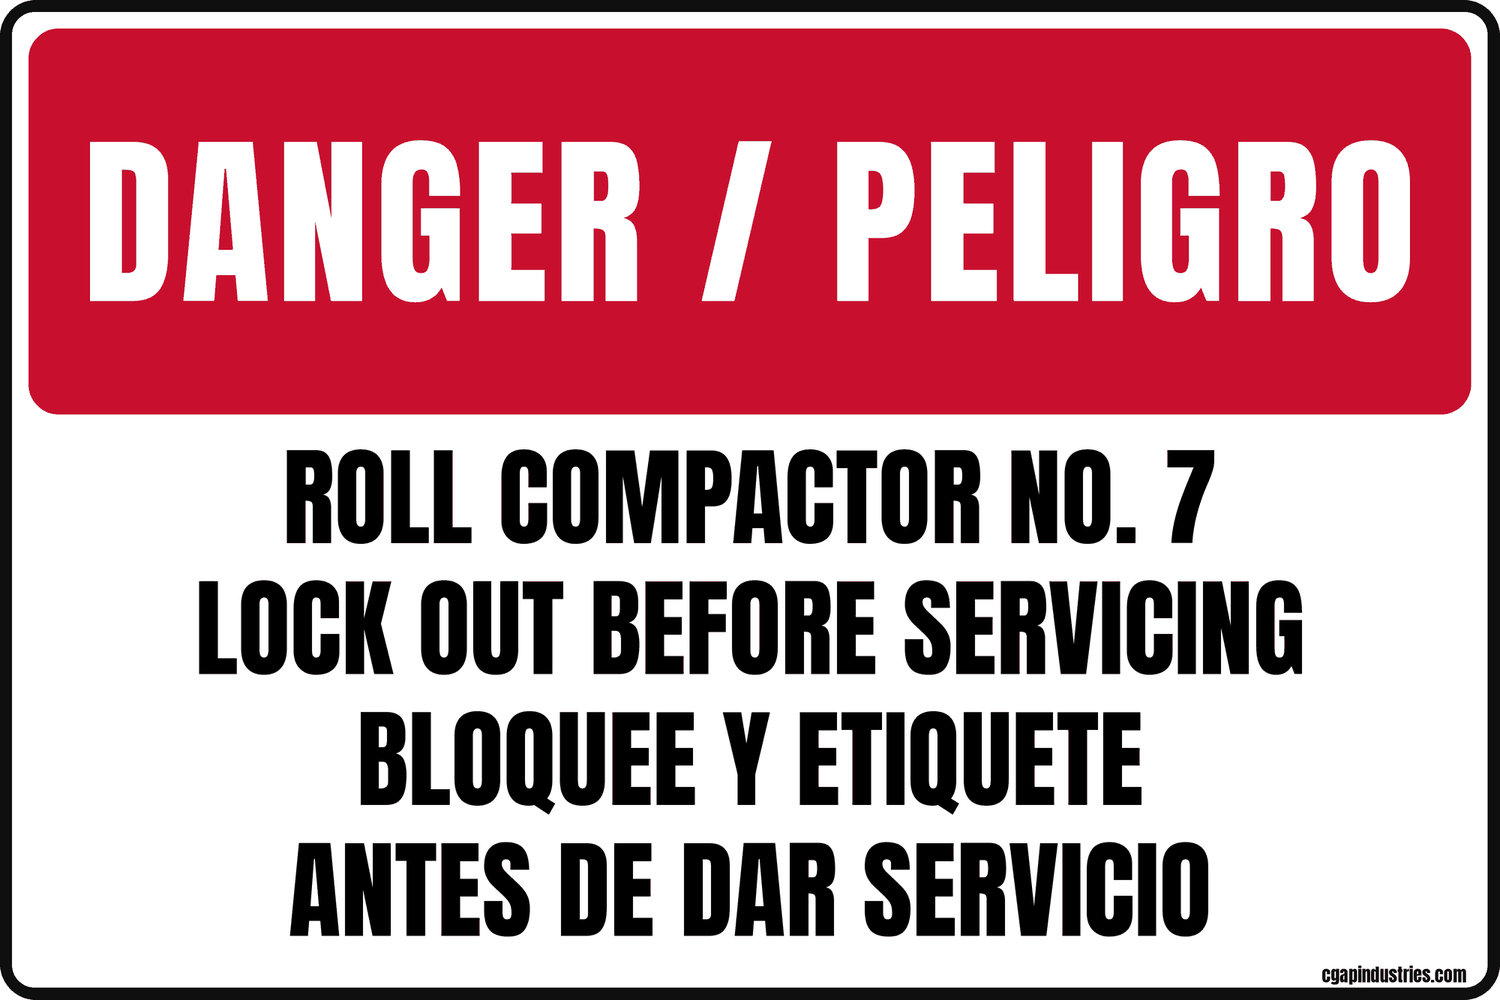 DANGER / PELIGRO
ROLL COMPACTOR NO. 7
LOCK OUT BEFORE SERVICING
BLOQUEE Y ETIQUETE
ANTES DE DAR SERVICIO
cgapindustries.com